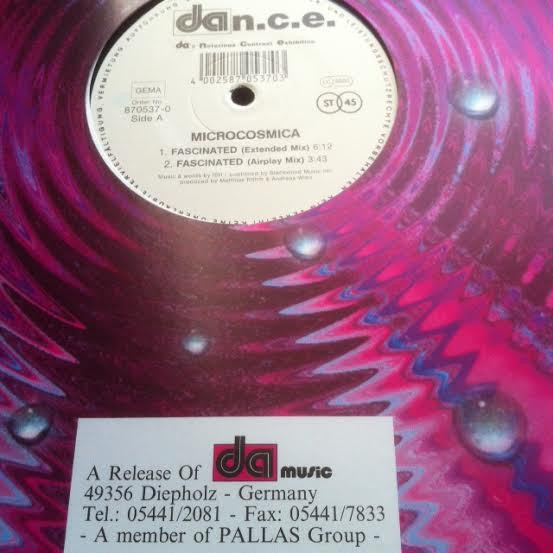 dan.c.e.
da's Notorious Contrast Exhibition
4 002587 053703
GEMA
Order No.
870537-0
Side A
ST 45
MICROCOSMICA
1. FASCINATED (Extended Mix) 6:12
2. FASCINATED (Airplay Mix) 3:43
A Release Of da music
49356 Diepholz - Germany
Tel.: 05441/2081 - Fax: 05441/7833
- A member of PALLAS Group -